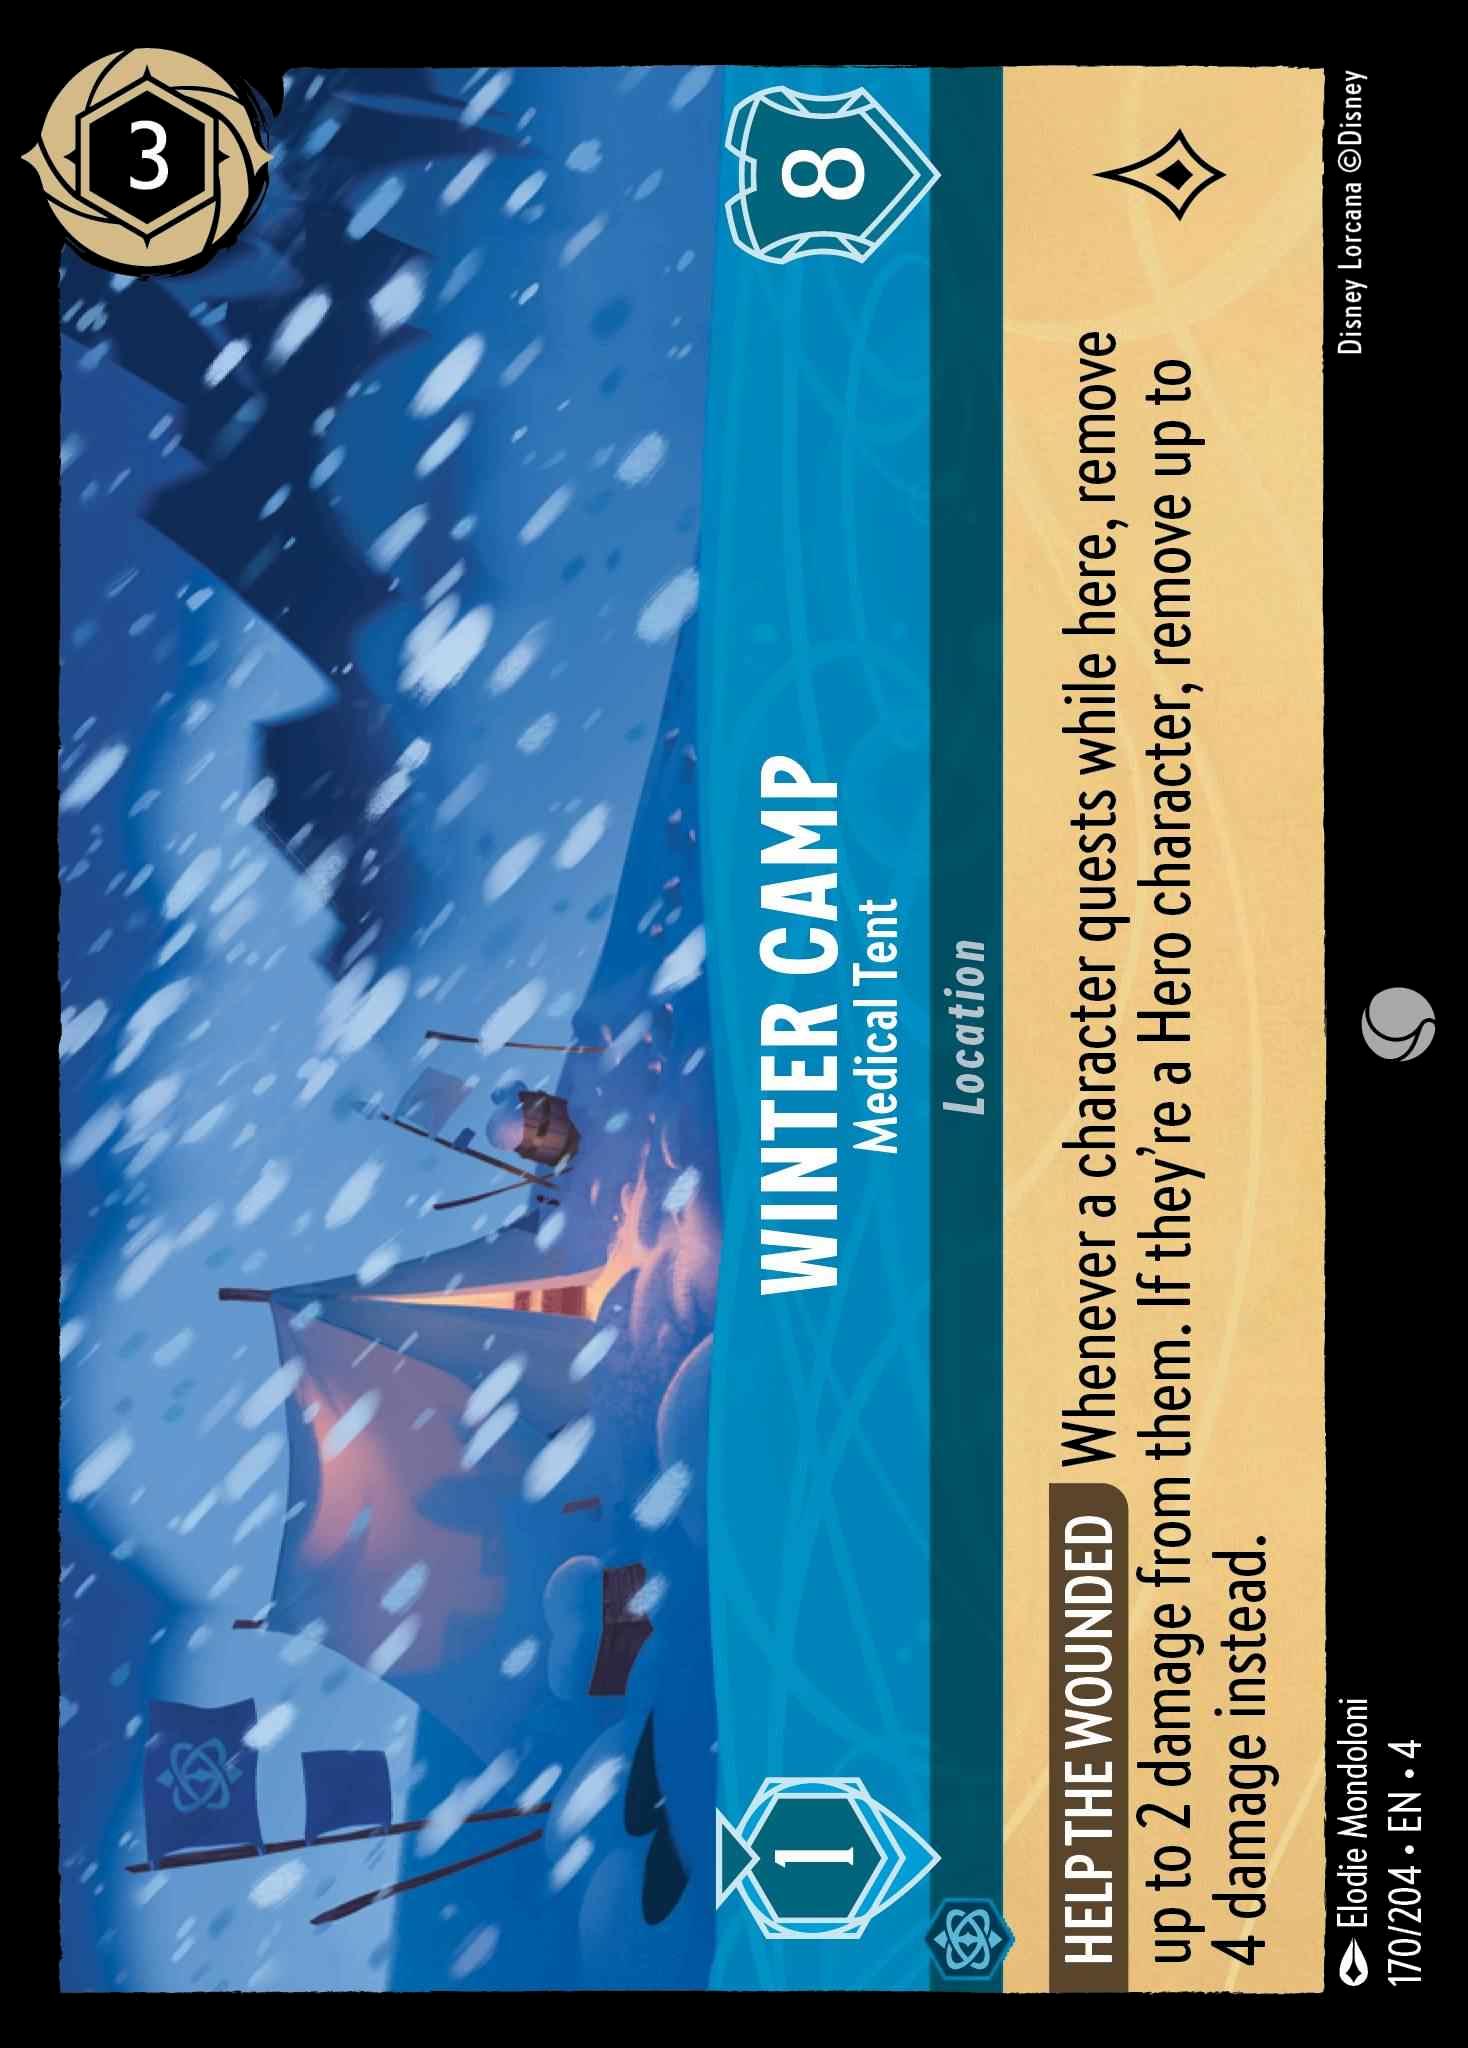 3
1
WINTER CAMP
8
Medical Tent
Location
HELP THE WOUNDED Whenever a character quests while here, remove
up to 2 damage from them. If they're a Hero character, remove up to
4 damage instead.
Elodie Mondoloni
Disney Lorcana ©Disney
170/204 • EN • 4